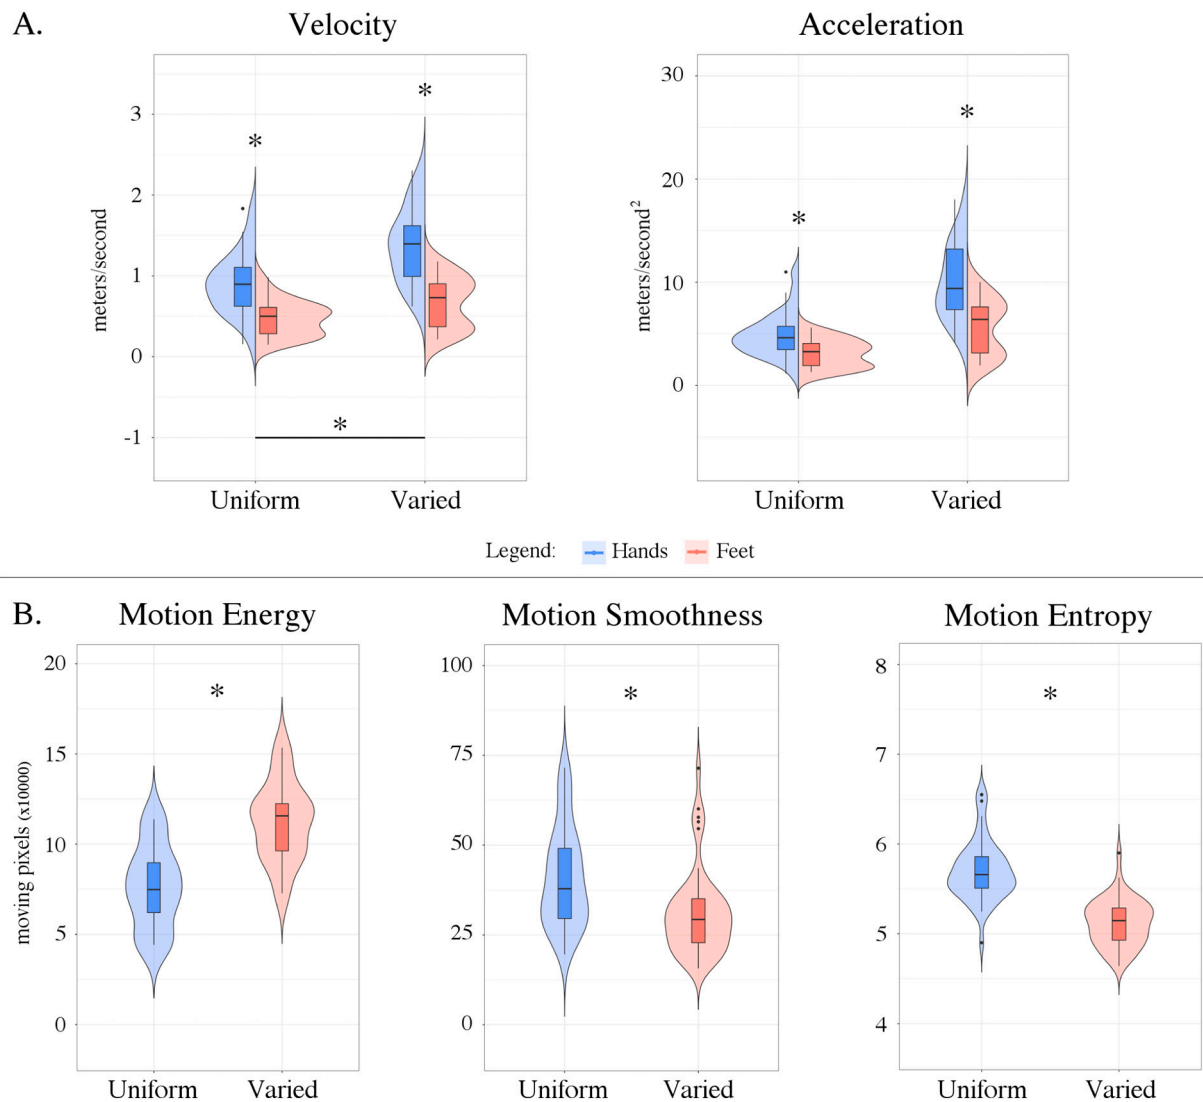 A.
Velocity
Acceleration
*
*
*
*
3
2
1
0
-1
meters/second
*
30
20
10
0
meters/second²
Uniform
Varied
Uniform
Varied
Legend: Hands Feet
B.
Motion Energy
Motion Smoothness
Motion Entropy
*
*
*
20
15
10
5
0
moving pixels (x10000)
100
75
50
25
0
8
7
6
5
4
Uniform
Varied
Uniform
Varied
Uniform
Varied